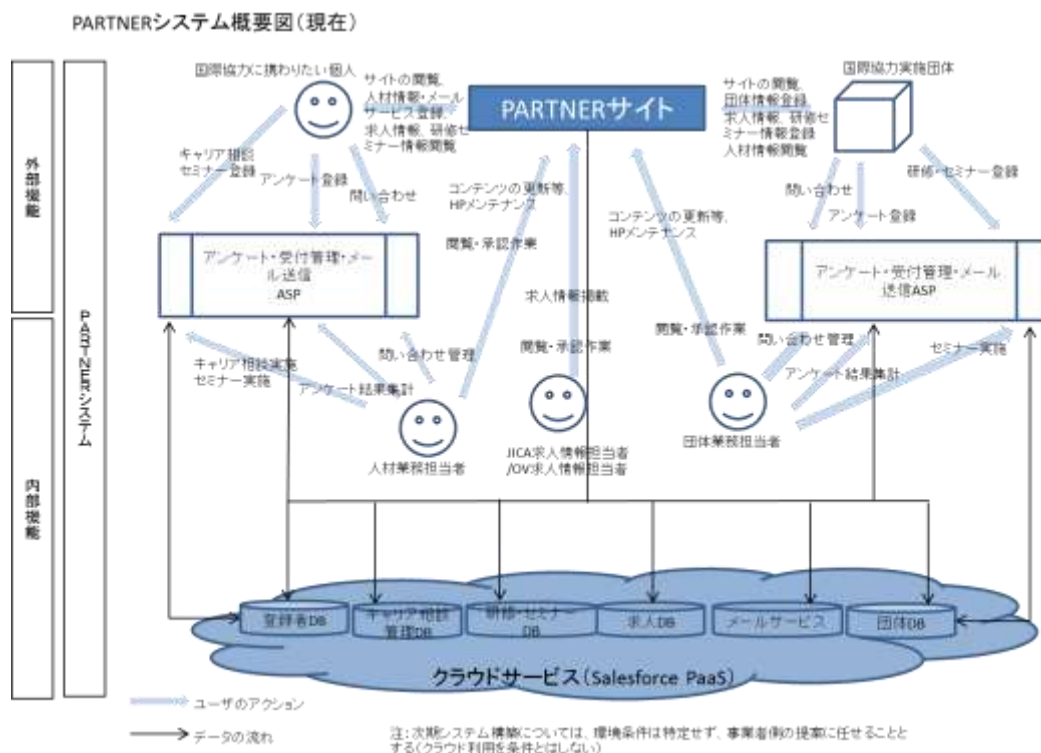 PARTNERシステム概要図(現在)
外部機能
内部機能
PARTNERシステム
国際協力に携わりたい個人
サイトの閲覧、
人材情報・メール
サービス登録、
求人情報、研修セ
ミナー情報閲覧
PARTNERサイト
サイトの閲覧、
団体情報登録、
求人情報、研修セ
ミナー情報登録
人材情報閲覧
国際協力実施団体
キャリア相談
セミナー登録
アンケート登録
問い合わせ
コンテンツの更新等、
HPメンテナンス
閲覧・承認作業
コンテンツの更新等、
HPメンテナンス
問い合わせ
アンケート登録
研修・セミナー登録
アンケート・受付管理・メー
ル送信
ASP
求人情報掲載
閲覧・承認作業
閲覧・承認作業
アンケート・受付管理・メール
送信ASP
キャリア相談実施
セミナー実施
アンケート結果集計
問い合わせ管理
問い合わせ管理
アンケート結果集計
セミナー実施
人材業務担当者
JICA求人情報担当者
/OV求人情報担当者
団体業務担当者
登録者DB
キャリア相談
管理DB
研修・セミナー
DB
求人DB
メールサービス
団体DB
クラウドサービス(Salesforce PaaS)
ユーザのアクション
データの流れ
注:次期システム構築については、環境条件は特定せず、事業者側の提案に任せることと
する(クラウド利用を条件とはしない)